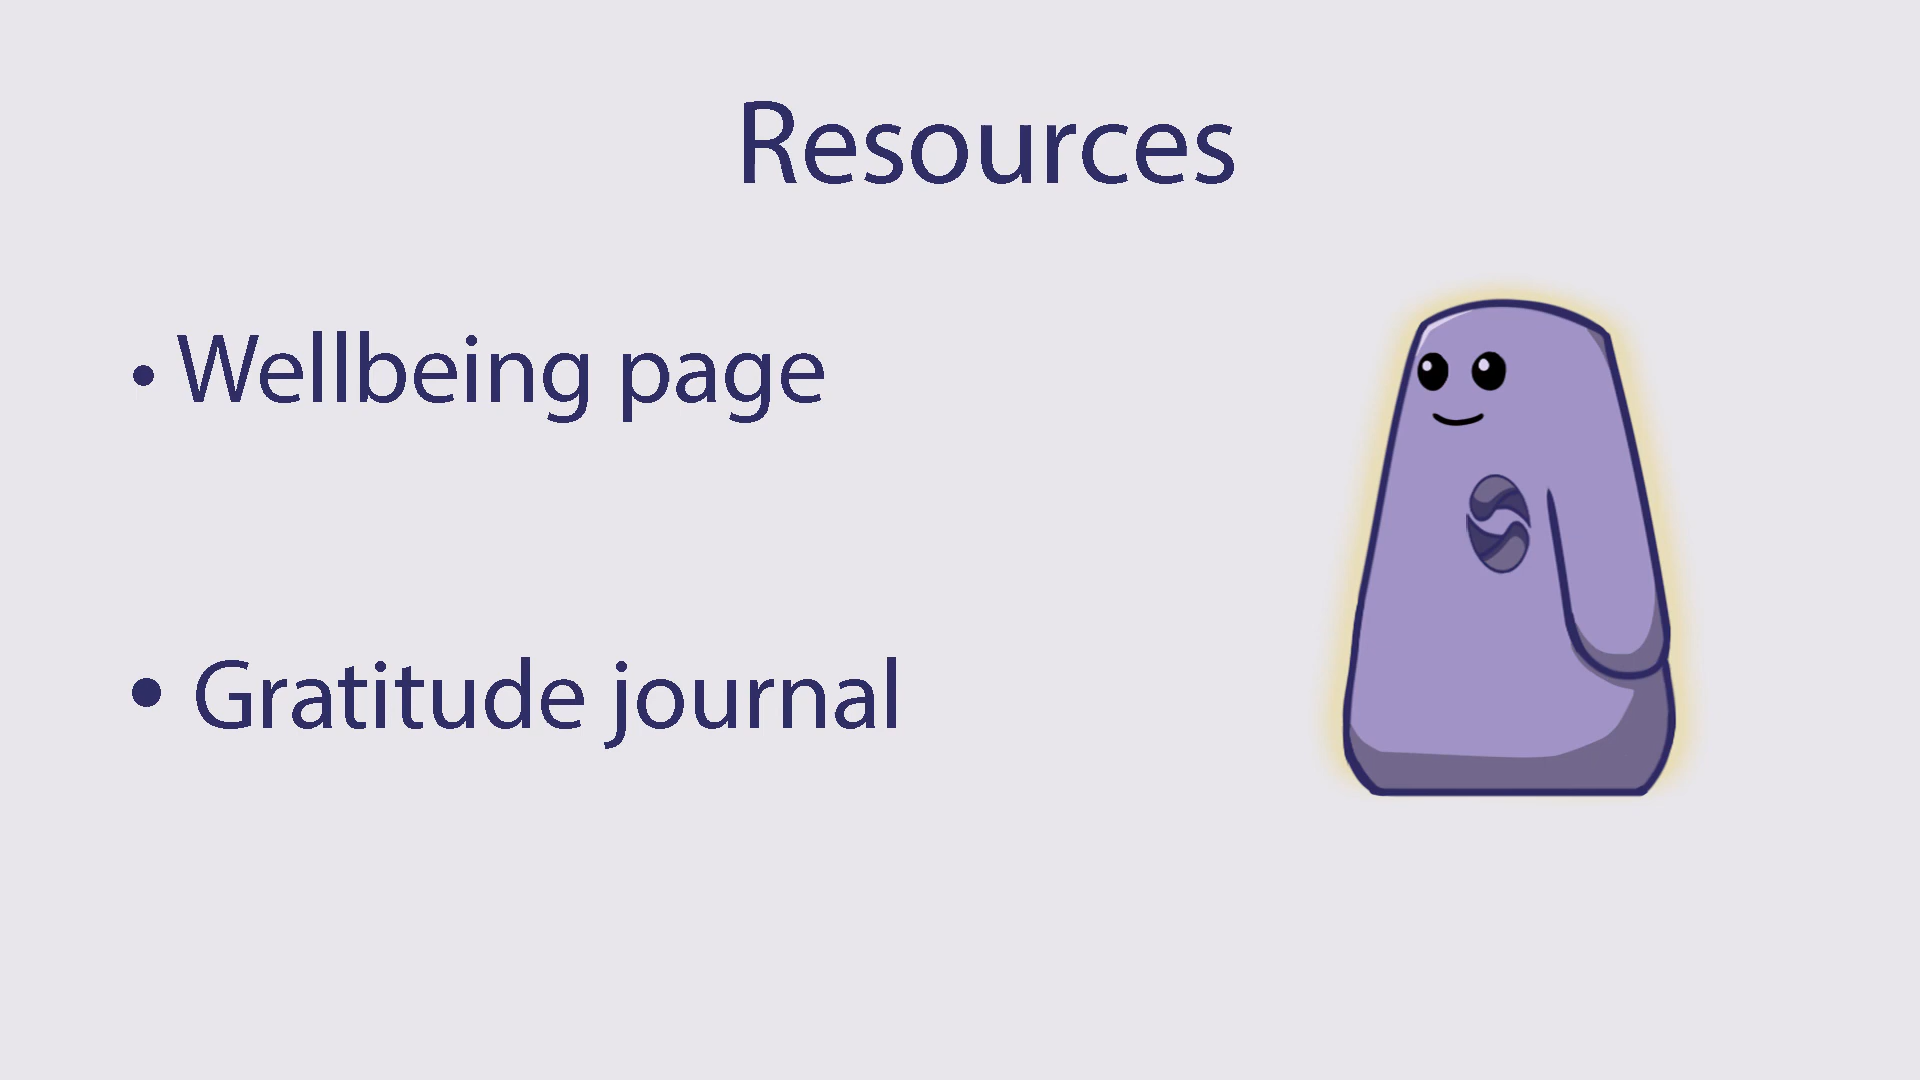 Resources
• Wellbeing page
• Gratitude journal